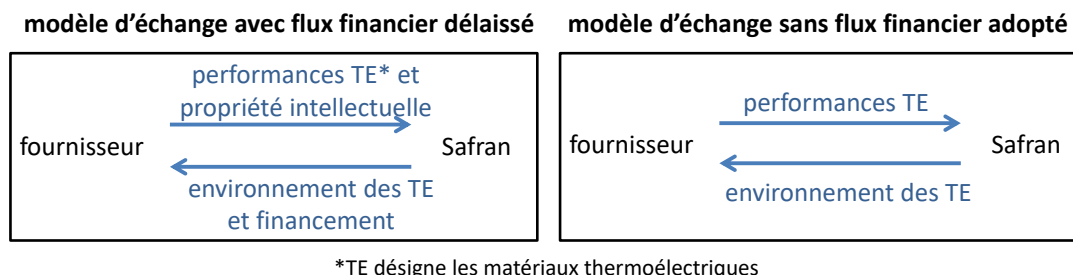 modèle d'échange avec flux financier délaissé
performances TE* et
propriété intellectuelle
fournisseur
Safran
environnement des TE
et financement
modèle d'échange sans flux financier adopté
performances TE
fournisseur
Safran
environnement des TE
*TE désigne les matériaux thermoélectriques